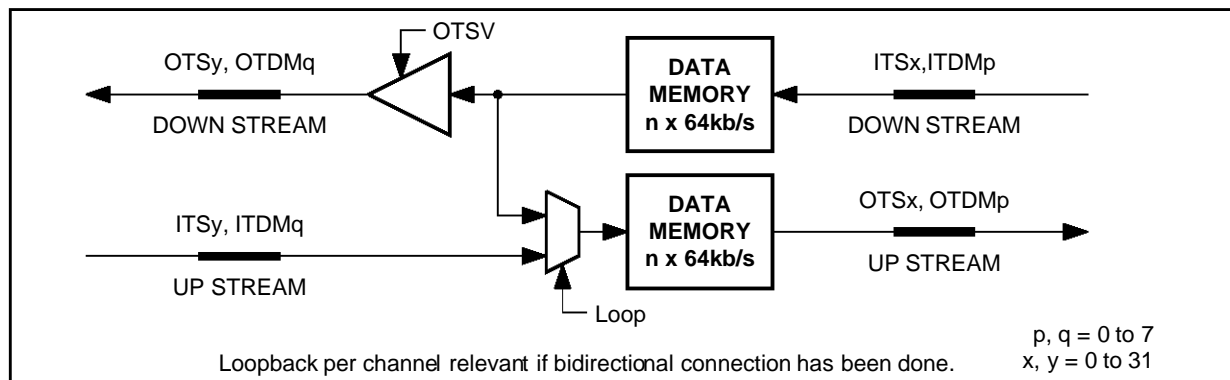 OTSV
OTSy, OTDMq
DOWN STREAM
DATA
MEMORY
n x 64kb/s
ITSx,ITDMp
DOWN STREAM
ITSy, ITDMq
UP STREAM
DATA
MEMORY
n x 64kb/s
OTSx, OTDMp
UP STREAM
Loop
Loopback per channel relevant if bidirectional connection has been done.
p, q = 0 to 7
x, y = 0 to 31